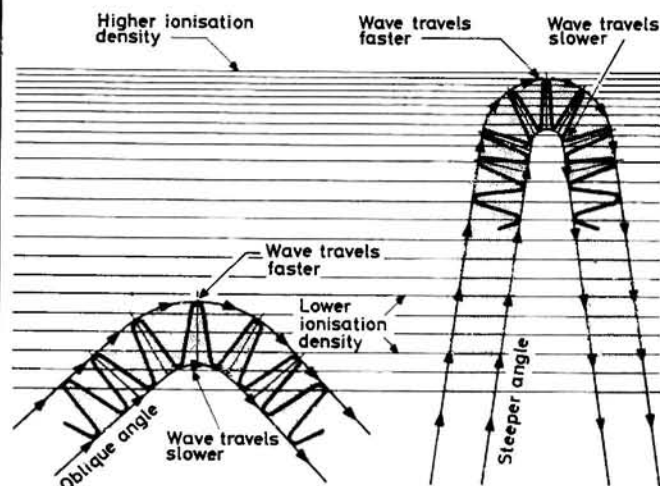 Higher ionisation
density
Wave travels
faster
Wave travels
slower
Wave travels
faster
Lower
ionisation
density
Wave travels
slower
Oblique angle
Steeper angle